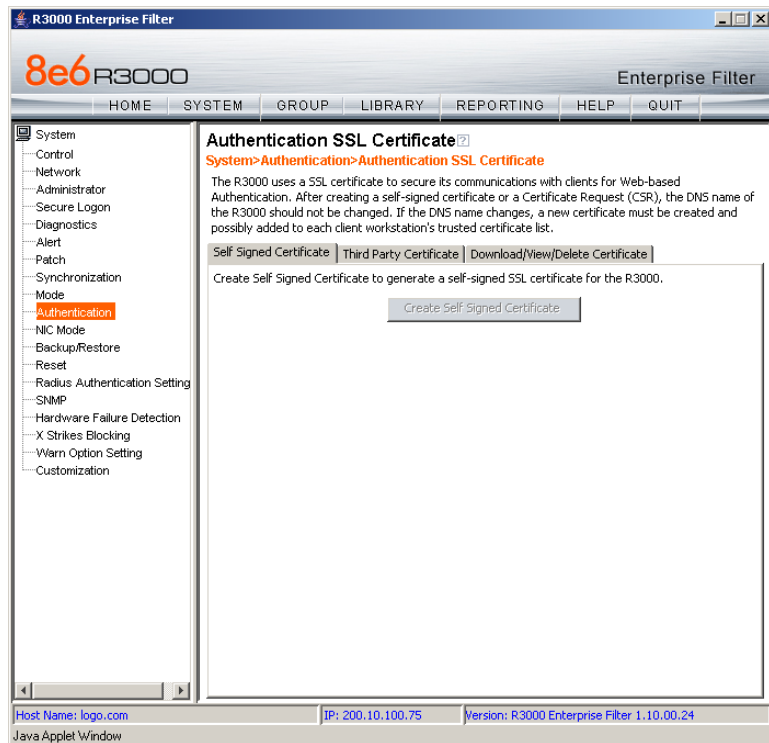 R3000 Enterprise Filter
8e6 R3000
Enterprise Filter
HOME SYSTEM GROUP LIBRARY REPORTING HELP QUIT
System
Control
Network
Administrator
Secure Logon
Diagnostics
Alert
Patch
Synchronization
Mode
Authentication
NIC Mode
Backup/Restore
Reset
Radius Authentication Setting
SNMP
Hardware Failure Detection
X Strikes Blocking
Warn Option Setting
Customization
Authentication SSL Certificate ?
System>Authentication>Authentication SSL Certificate
The R3000 uses a SSL certificate to secure its communications with clients for Web-based
Authentication. After creating a self-signed certificate or a Certificate Request (CSR), the DNS name of
the R3000 should not be changed. If the DNS name changes, a new certificate must be created and
possibly added to each client workstation's trusted certificate list.
Self Signed Certificate Third Party Certificate Download/View/Delete Certificate
Create Self Signed Certificate to generate a self-signed SSL certificate for the R3000.
Create Self Signed Certificate
Host Name: logo.com IP: 200.10.100.75 Version: R3000 Enterprise Filter 1.10.00.24
Java Applet Window